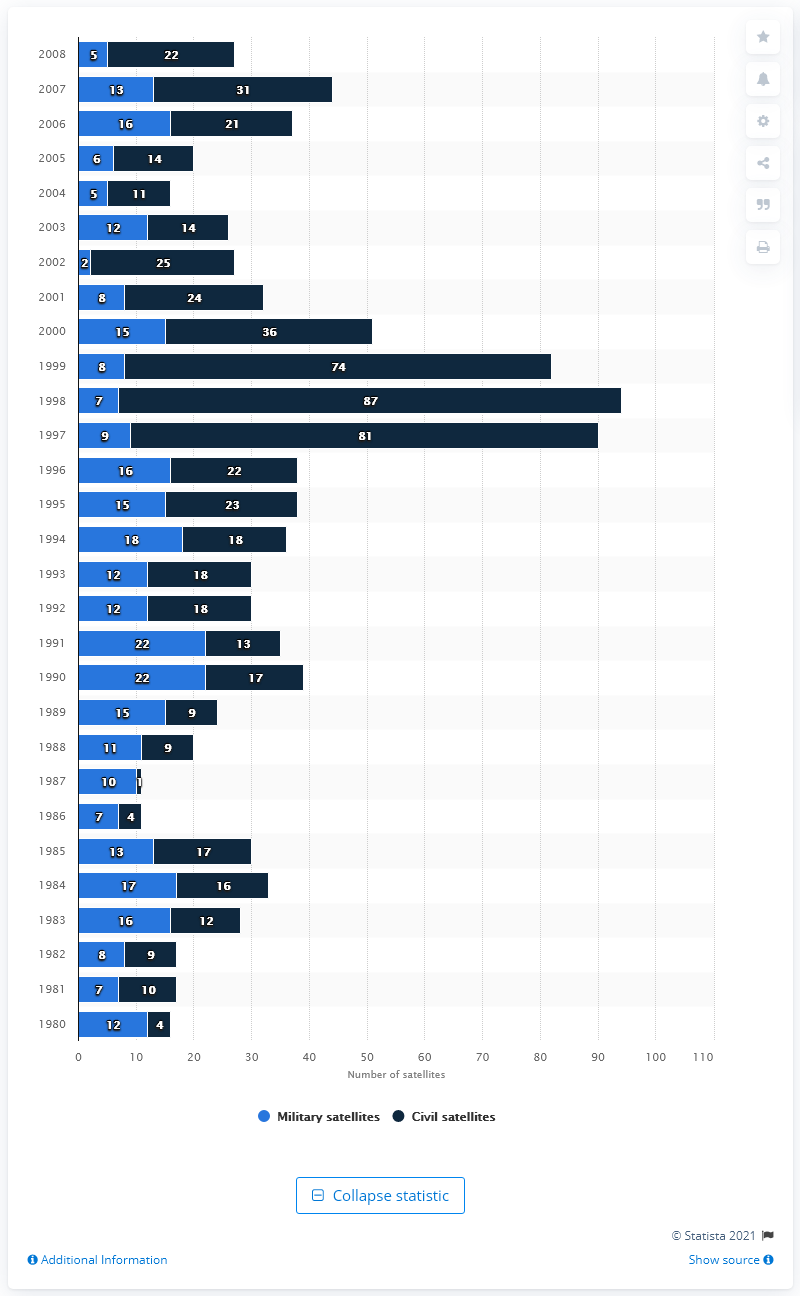 2008 5 22
2007 13 31
2006 16 21
2005 6 14
2004 5 11
2003 12 14
2002 2 25
2001 8 24
2000 15 36
1999 8 74
1998 7 87
1997 9 81
1996 16 22
1995 15 23
1994 18 18
1993 12 18
1992 12 18
1991 22 13
1990 22 17
1989 15 9
1988 11 9
1987 10 1
1986 7 4
1985 13 17
1984 17 16
1983 16 12
1982 8 9
1981 7 10
1980 12 4
0 10 20 30 40 50 60 70 80 90 100 110
Number of satellites
Military satellites Civil satellites
Collapse statistic
© Statista 2021
Additional Information Show source